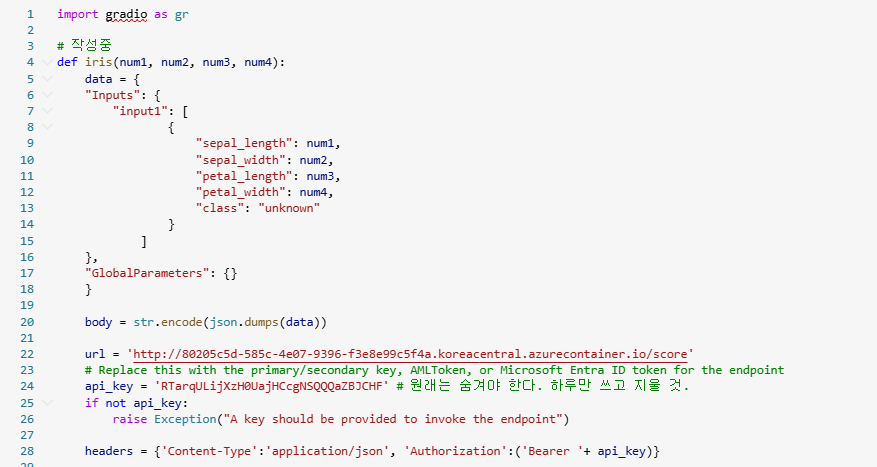 1 import gradio as gr
2
3 # 작성중
4 def iris(num1, num2, num3, num4):
5 data = {
6 "Inputs": {
7 "input1": [
8 {
9 "sepal_length": num1,
10 "sepal_width": num2,
11 "petal_length": num3,
12 "petal_width": num4,
13 "class": "unknown"
14 }
15 ]
16 },
17 "GlobalParameters": {}
18 }
19
20 body = str.encode(json.dumps(data))
21
22 url = 'http://80205c5d-585c-4e07-9396-f3e8e99c5f4a.koreacentral.azurecontainer.io/score'
23 # Replace this with the primary/secondary key, AMLToken, or Microsoft Entra ID token for the endpoint
24 api_key = 'RTarqULijXzH0UajHCcgNSQQQaZBJCHF' # 원래는 숨겨야 한다. 하루만 쓰고 지울 것.
25 if not api_key:
26 raise Exception("A key should be provided to invoke the endpoint")
27
28 headers = {'Content-Type':'application/json', 'Authorization':('Bearer '+ api_key)}
29